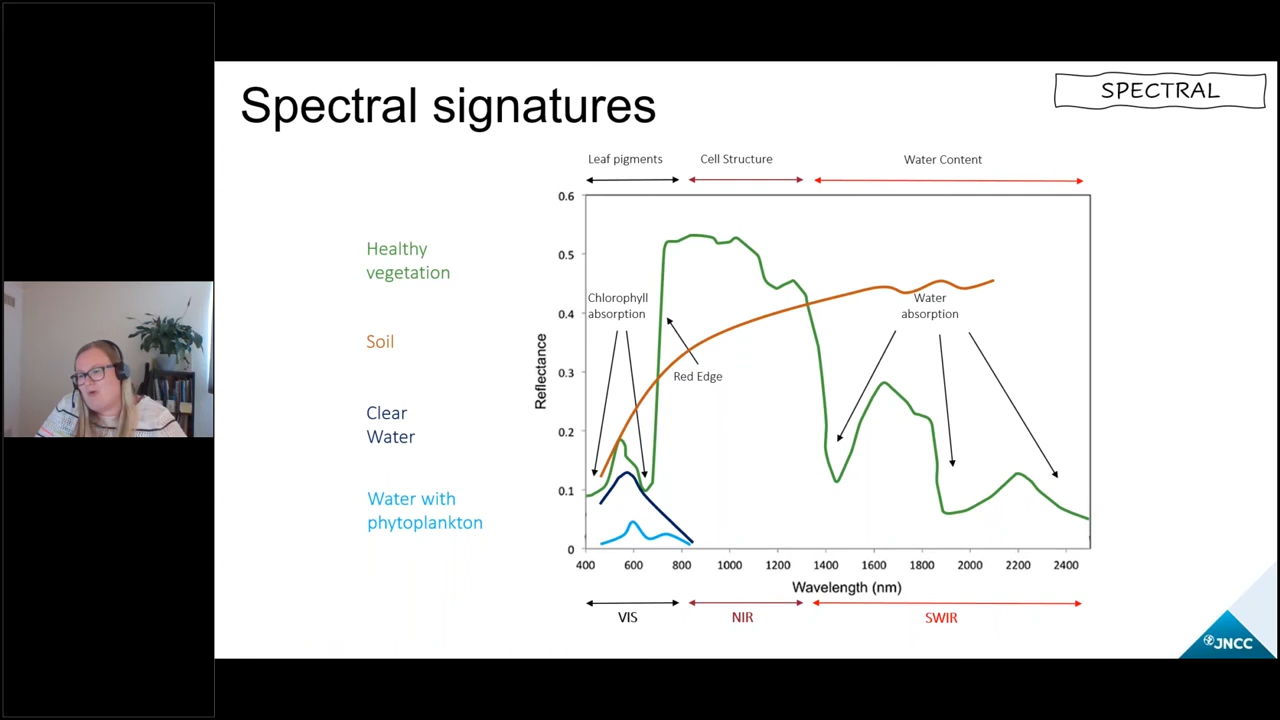 Spectral signatures
SPECTRAL
Leaf pigments
Cell Structure
Water Content
Healthy
vegetation
Soil
Clear
Water
Water with
phytoplankton
Reflectance
0.6
0.5
0.4
0.3
0.2
0.1
0
Chlorophyll
absorption
Red Edge
Water
absorption
400 600 800 1000 1200 1400 1600 1800 2000 2200 2400
Wavelength (nm)
VIS
NIR
SWIR
JNCC